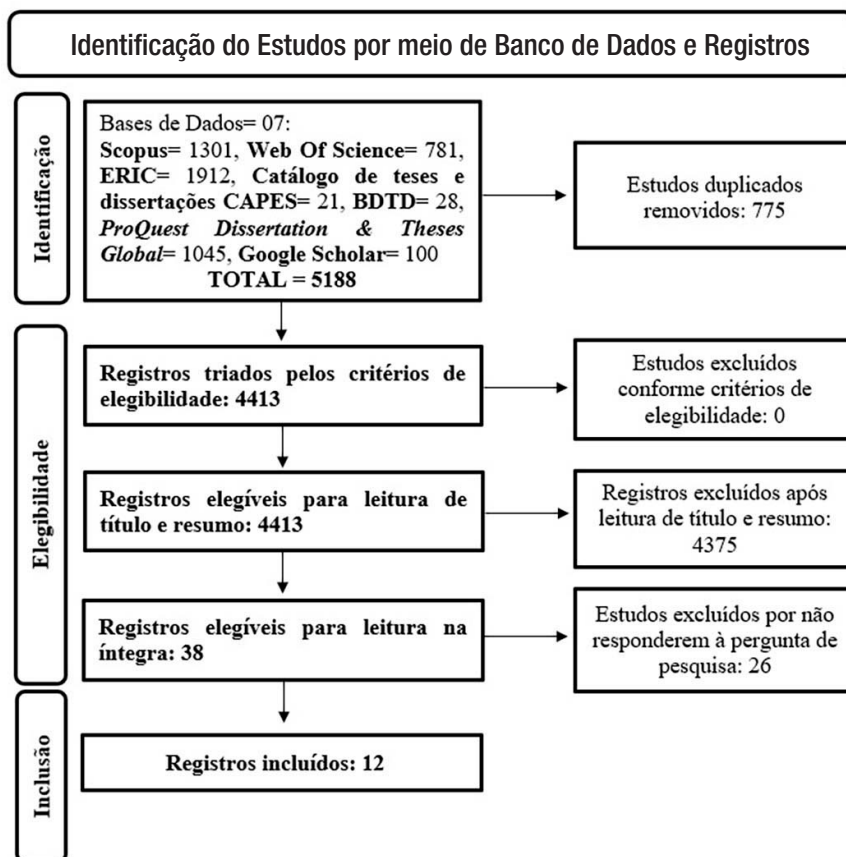 Identificação do Estudos por meio de Banco de Dados e Registros
Identificação
Bases de Dados= 07:
Scopus= 1301, Web Of Science= 781,
ERIC= 1912, Catálogo de teses e
dissertações CAPES= 21, BDTD= 28,
ProQuest Dissertation & Theses
Global= 1045, Google Scholar= 100
TOTAL = 5188
Estudos duplicados
removidos: 775
Elegibilidade
Registros triados pelos critérios de
elegibilidade: 4413
Estudos excluídos
conforme critérios de
elegibilidade: 0
Registros elegíveis para leitura de
título e resumo: 4413
Registros excluídos após
leitura de título e resumo:
4375
Registros elegíveis para leitura na
íntegra: 38
Estudos excluídos por não
responderem à pergunta de
pesquisa: 26
Inclusão
Registros incluídos: 12